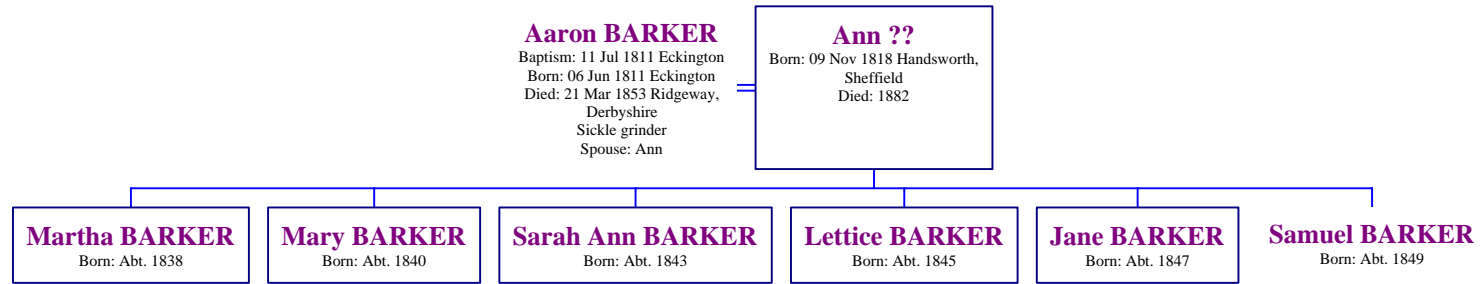 Aaron BARKER
Baptism: 11 Jul 1811 Eckington
Born: 06 Jun 1811 Eckington
Died: 21 Mar 1853 Ridgeway,
Derbyshire
Sickle grinder
Spouse: Ann
Ann ??
Born: 09 Nov 1818 Handsworth,
Sheffield
Died: 1882
Martha BARKER
Born: Abt. 1838
Mary BARKER
Born: Abt. 1840
Sarah Ann BARKER
Born: Abt. 1843
Lettice BARKER
Born: Abt. 1845
Jane BARKER
Born: Abt. 1847
Samuel BARKER
Born: Abt. 1849